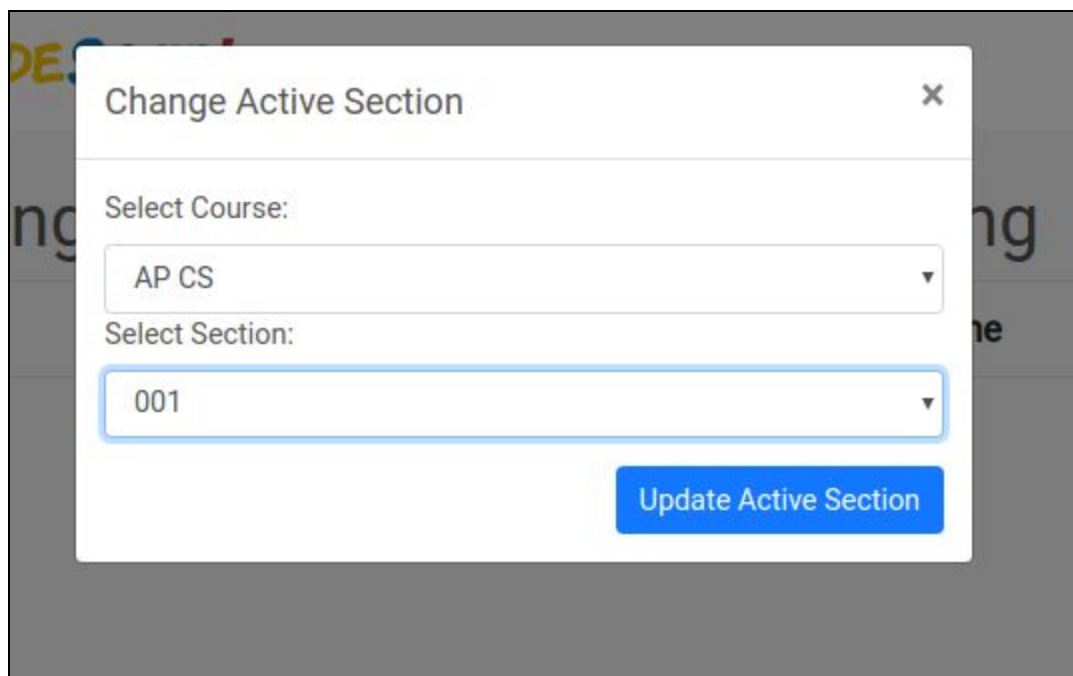 Change Active Section ×
Select Course:
AP CS
Select Section:
001
Update Active Section